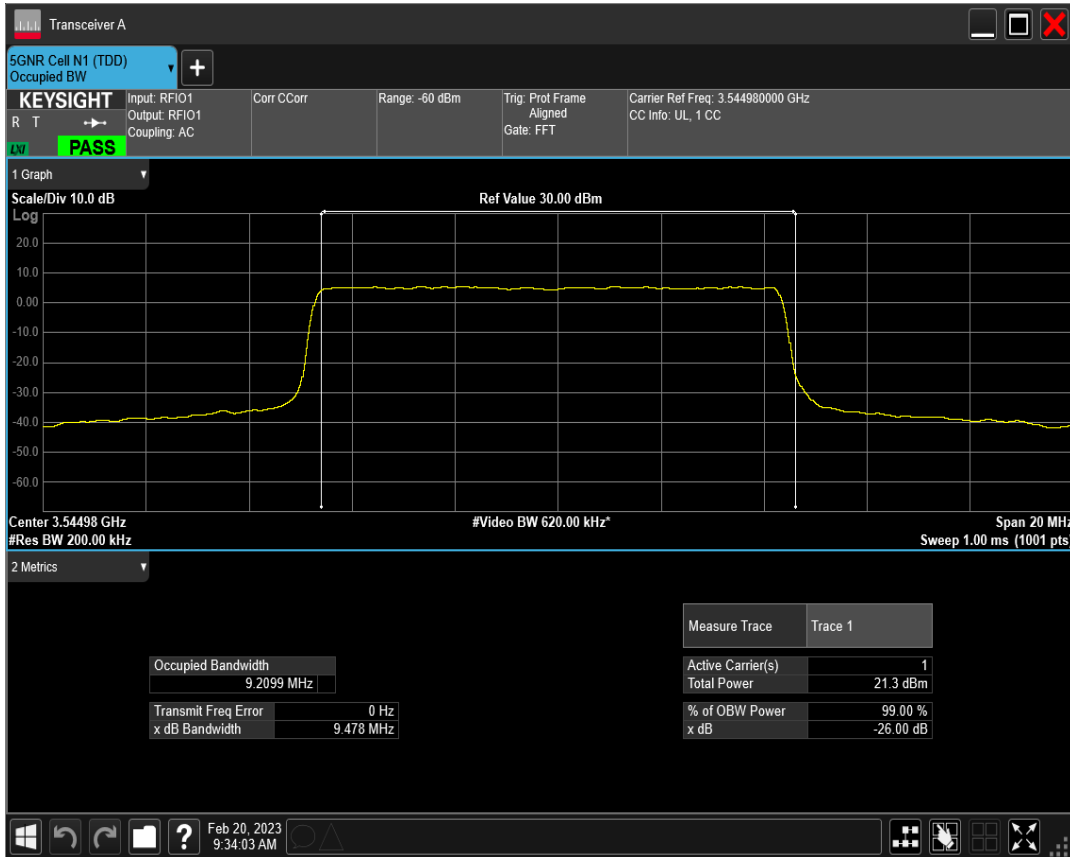 Transceiver A
5GNR Cell N1 (TDD)
Occupied BW
+
KEYSIGHT
R T
LXI
PASS
Input: RFIO1
Output: RFIO1
Coupling: AC
Corr CCorr
Range: -60 dBm
Trig: Prot Frame
Aligned
Gate: FFT
Carrier Ref Freq: 3.544980000 GHz
CC Info: UL, 1 CC
1 Graph
Scale/Div 10.0 dB
Ref Value 30.00 dBm
Log
20.0
10.0
0.00
-10.0
-20.0
-30.0
-40.0
-50.0
-60.0
Center 3.54498 GHz
#Video BW 620.00 kHz*
Span 20 MHz
#Res BW 200.00 kHz
Sweep 1.00 ms (1001 pts)
2 Metrics
Measure Trace Trace 1
Occupied Bandwidth
9.2099 MHz
Active Carrier(s) 1
Total Power 21.3 dBm
Transmit Freq Error 0 Hz
x dB Bandwidth 9.478 MHz
% of OBW Power 99.00 %
x dB -26.00 dB
?
Feb 20, 2023
9:34:03 AM